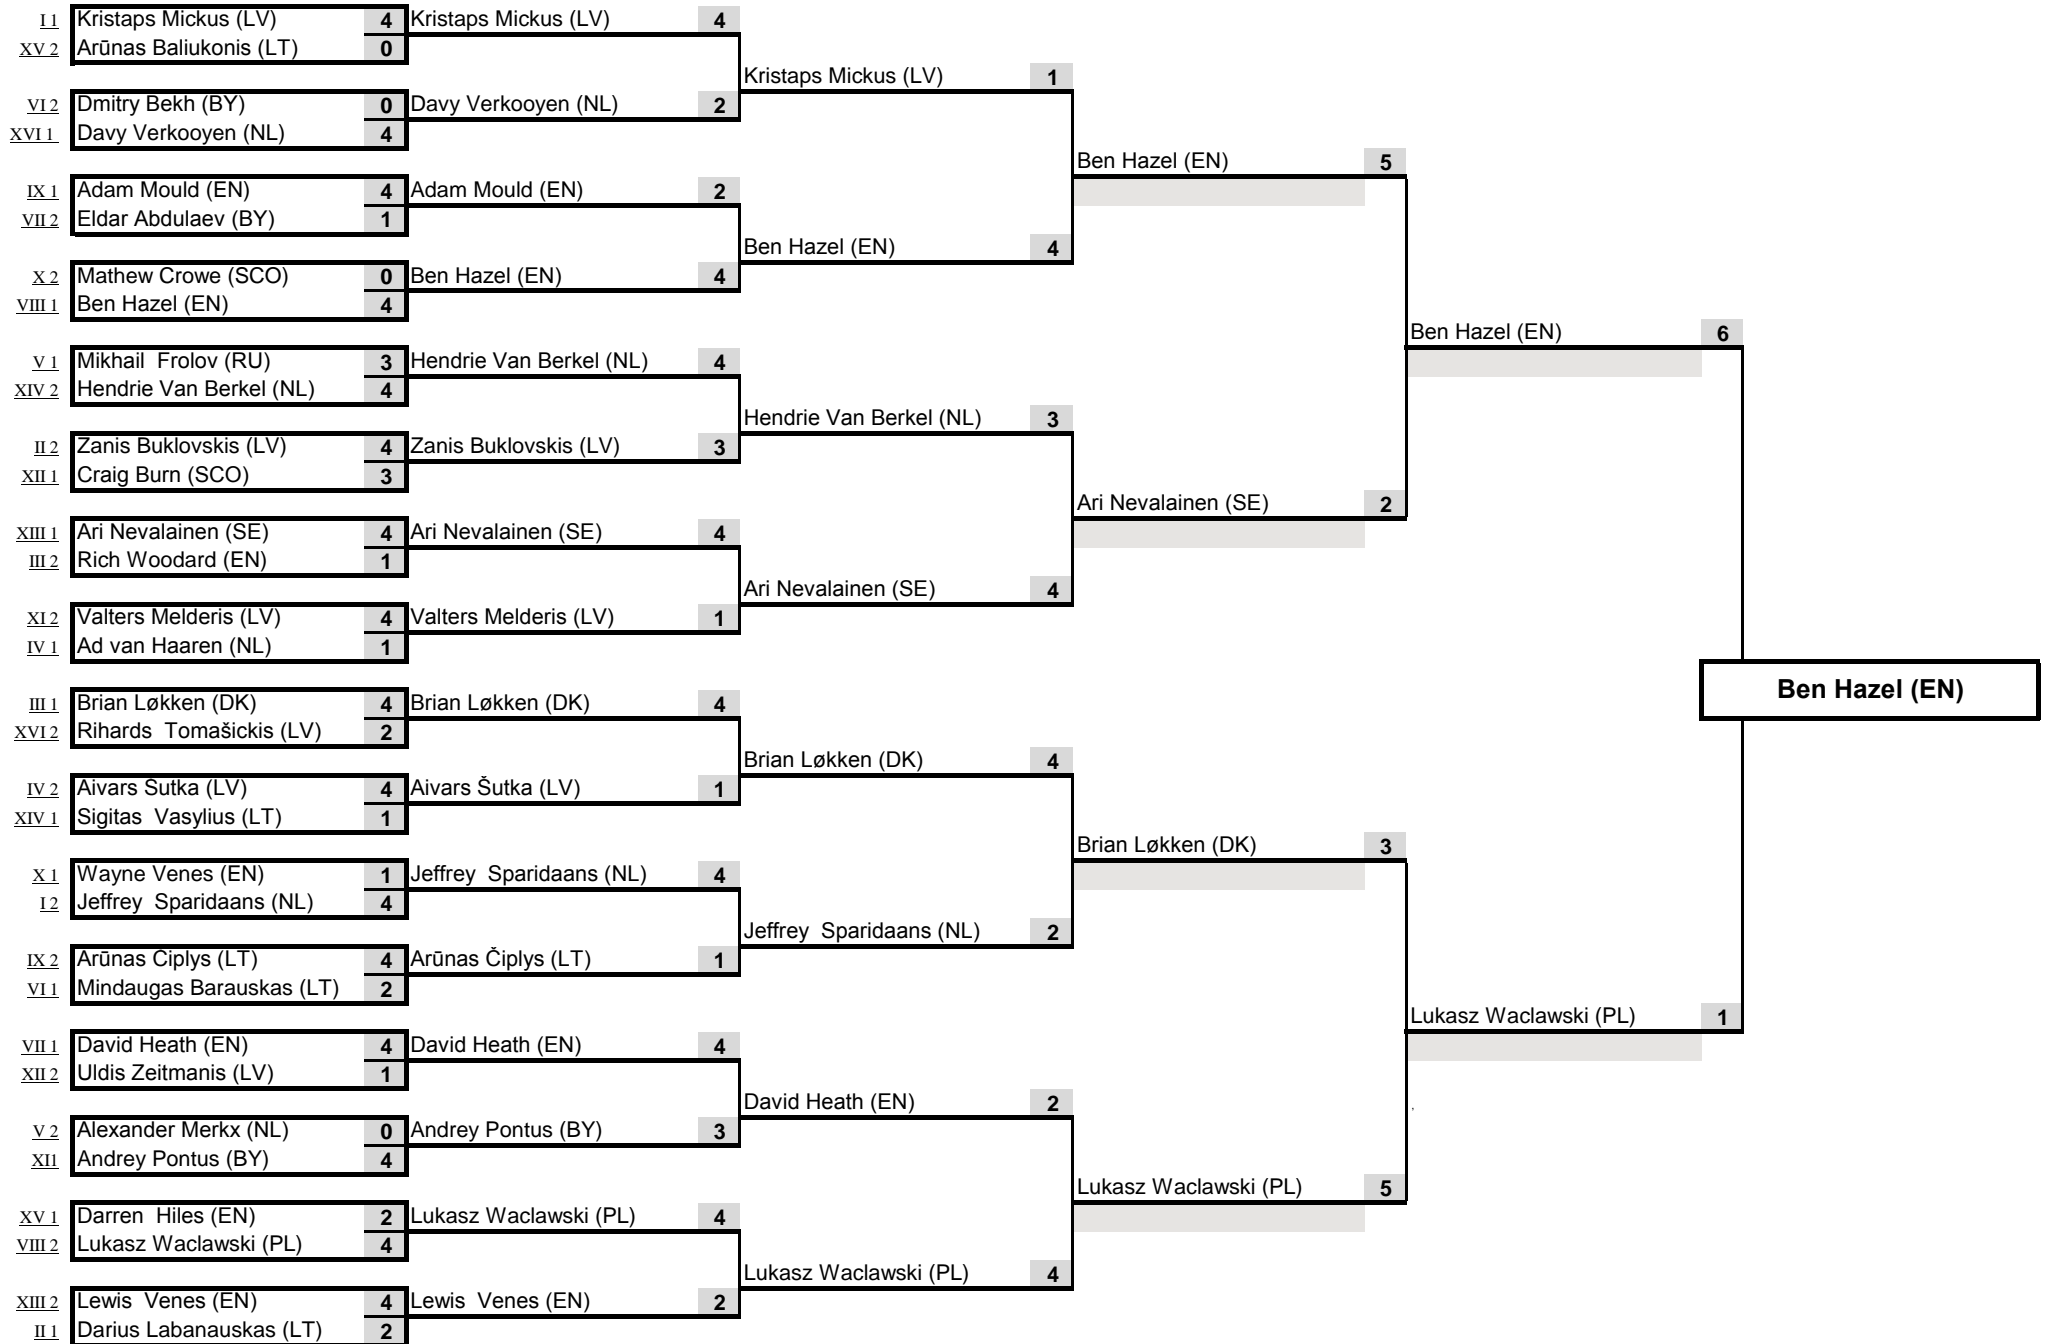 I 1 Kristaps Mickus (LV) 4 Kristaps Mickus (LV) 4
XV 2 Arūnas Baliukonis (LT) 0
Kristaps Mickus (LV) 1
VI 2 Dmitry Bekh (BY) 0 Davy Verkooyen (NL) 2
XVI 1 Davy Verkooyen (NL) 4
Ben Hazel (EN) 5
IX 1 Adam Mould (EN) 4 Adam Mould (EN) 2
VII 2 Eldar Abdulaev (BY) 1
Ben Hazel (EN) 4
X 2 Mathew Crowe (SCO) 0 Ben Hazel (EN) 4
VIII 1 Ben Hazel (EN) 4
Ben Hazel (EN) 6
V 1 Mikhail Frolov (RU) 3 Hendrie Van Berkel (NL) 4
XIV 2 Hendrie Van Berkel (NL) 4
Hendrie Van Berkel (NL) 3
II 2 Zanis Buklovskis (LV) 4 Zanis Buklovskis (LV) 3
XII 1 Craig Burn (SCO) 3
Ari Nevalainen (SE) 2
XIII 1 Ari Nevalainen (SE) 4 Ari Nevalainen (SE) 4
III 2 Rich Woodard (EN) 1
Ari Nevalainen (SE) 4
XI 2 Valters Melderis (LV) 4 Valters Melderis (LV) 1
IV 1 Ad van Haaren (NL) 1
Ben Hazel (EN)
III 1 Brian Løkken (DK) 4 Brian Løkken (DK) 4
XVI 2 Rihards Tomašickis (LV) 2
Brian Løkken (DK) 4
IV 2 Aivars Šutka (LV) 4 Aivars Šutka (LV) 1
XIV 1 Sigitas Vasylius (LT) 1
Brian Løkken (DK) 3
X 1 Wayne Venes (EN) 1 Jeffrey Sparidaans (NL) 4
I 2 Jeffrey Sparidaans (NL) 4
Jeffrey Sparidaans (NL) 2
IX 2 Arūnas Čiplys (LT) 4 Arūnas Čiplys (LT) 1
VI 1 Mindaugas Barauskas (LT) 2
Lukasz Waclawski (PL) 1
VII 1 David Heath (EN) 4 David Heath (EN) 4
XII 2 Uldis Zeitmanis (LV) 1
David Heath (EN) 2
V 2 Alexander Merkx (NL) 0 Andrey Pontus (BY) 3
XI1 Andrey Pontus (BY) 4
Lukasz Waclawski (PL) 5
XV 1 Darren Hiles (EN) 2 Lukasz Waclawski (PL) 4
VIII 2 Lukasz Waclawski (PL) 4
Lukasz Waclawski (PL) 4
XIII 2 Lewis Venes (EN) 4 Lewis Venes (EN) 2
II 1 Darius Labanauskas (LT) 2